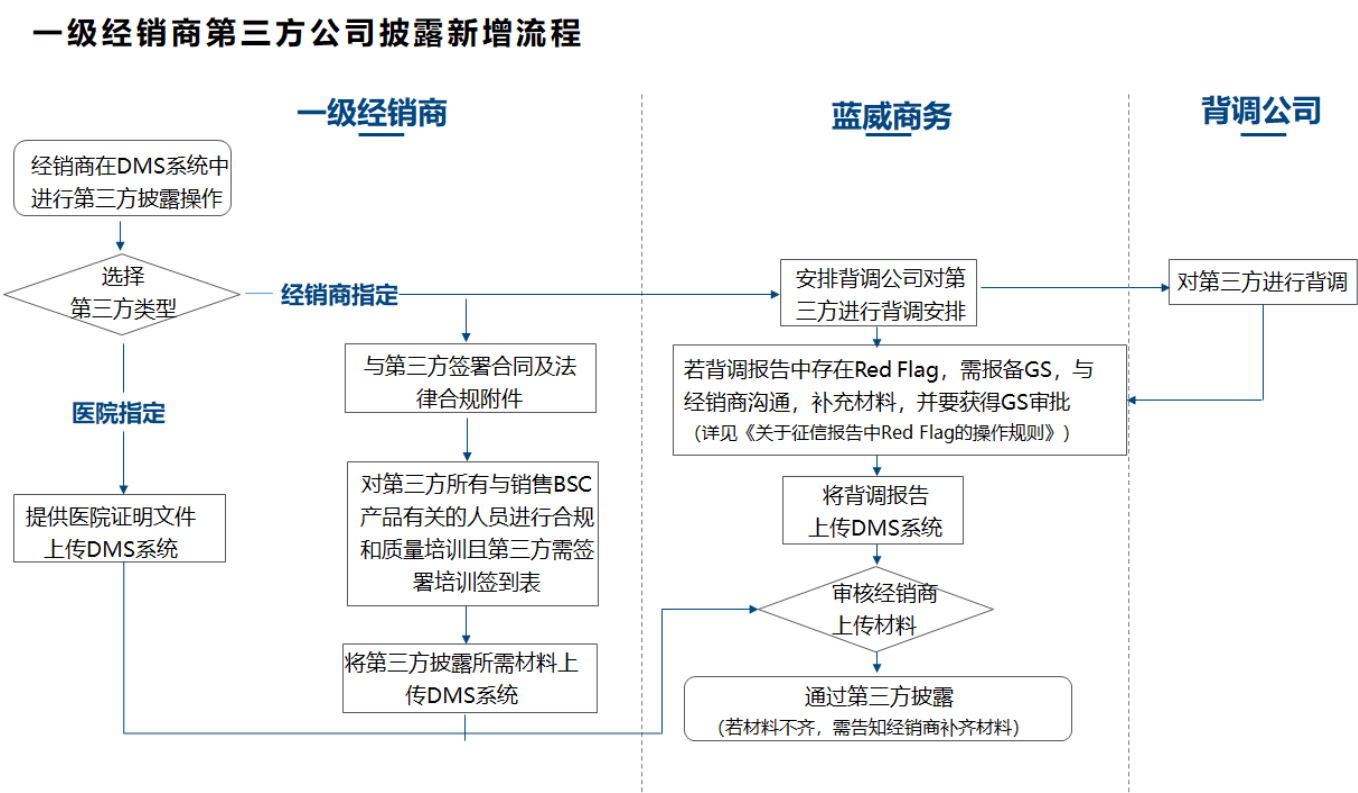 一级经销商第三方公司披露新增流程
一级经销商
蓝威商务
背调公司
经销商在DMS系统中
进行第三方披露操作
选择
第三方类型
经销商指定
医院指定
提供医院证明文件
上传DMS系统
与第三方签署合同及法
律合规附件
对第三方所有与销售BSC
产品有关的人员进行合规
和质量培训且第三方需签
署培训签到表
将第三方披露所需材料上
传DMS系统
安排背调公司对第
三方进行背调安排
若背调报告中存在Red Flag，需报备GS，与
经销商沟通，补充材料，并要获得GS审批
（详见《关于征信报告中Red Flag的操作规则》）
将背调报告
上传DMS系统
审核经销商
上传材料
通过第三方披露
（若材料不齐，需告知经销商补齐材料）
对第三方进行背调